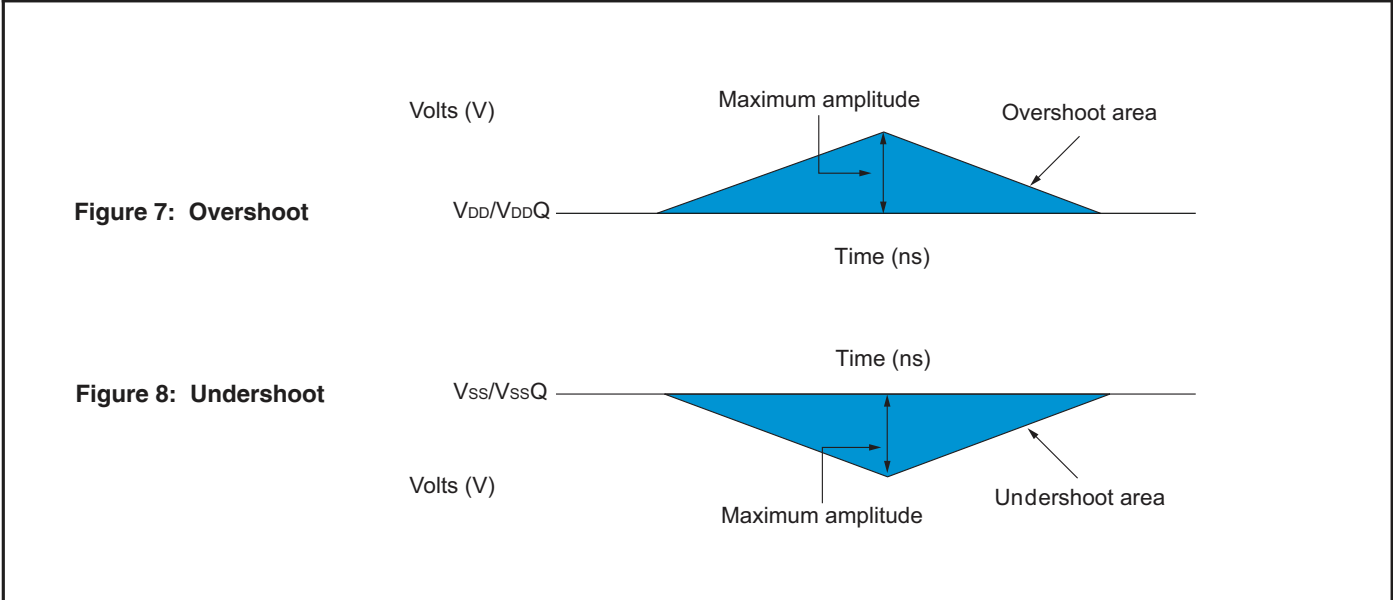 Volts (V)
Maximum amplitude
Overshoot area
Figure 7: Overshoot
VDD/VDDQ
Time (ns)
Time (ns)
Figure 8: Undershoot
Vss/VssQ
Volts (V)
Maximum amplitude
Undershoot area